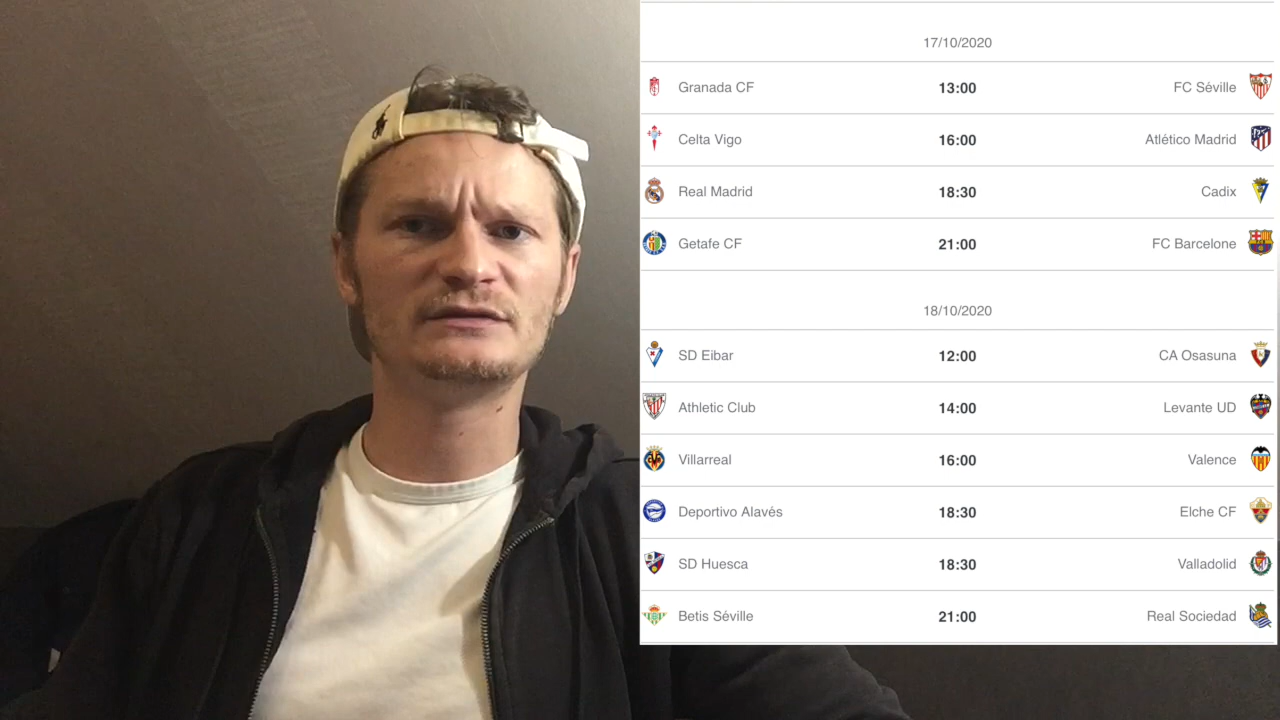 17/10/2020
Granada CF 13:00 FC Séville
Celta Vigo 16:00 Atlético Madrid
Real Madrid 18:30 Cadix
Getafe CF 21:00 FC Barcelone
18/10/2020
SD Eibar 12:00 CA Osasuna
Athletic Club 14:00 Levante UD
Villarreal 16:00 Valence
Deportivo Alavés 18:30 Elche CF
SD Huesca 18:30 Valladolid
Betis Séville 21:00 Real Sociedad